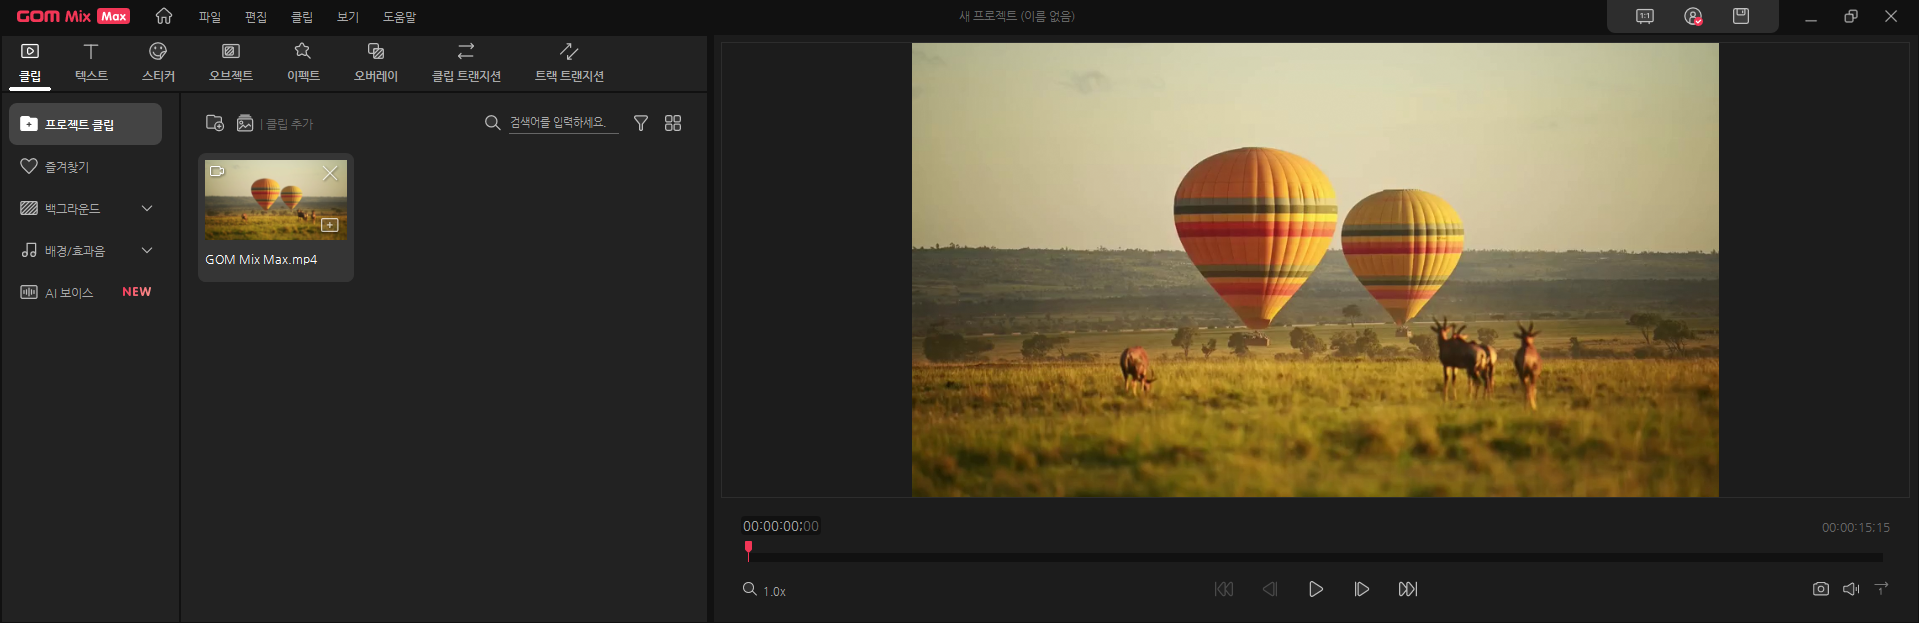 GOM Mix Max
파일 편집 클립 보기 도움말
새 프로젝트 (이름 없음)
1:1
클립 텍스트 스티커 오브젝트 이펙트 오버레이 클립 트랜지션 트랙 트랜지션
프로젝트 클립
즐겨찾기
백그라운드
배경/효과음
AI 보이스 NEW
| 클립 추가
검색어를 입력하세요.
GOM Mix Max.mp4
00:00:00;00
00:00:15;15
1.0x
1